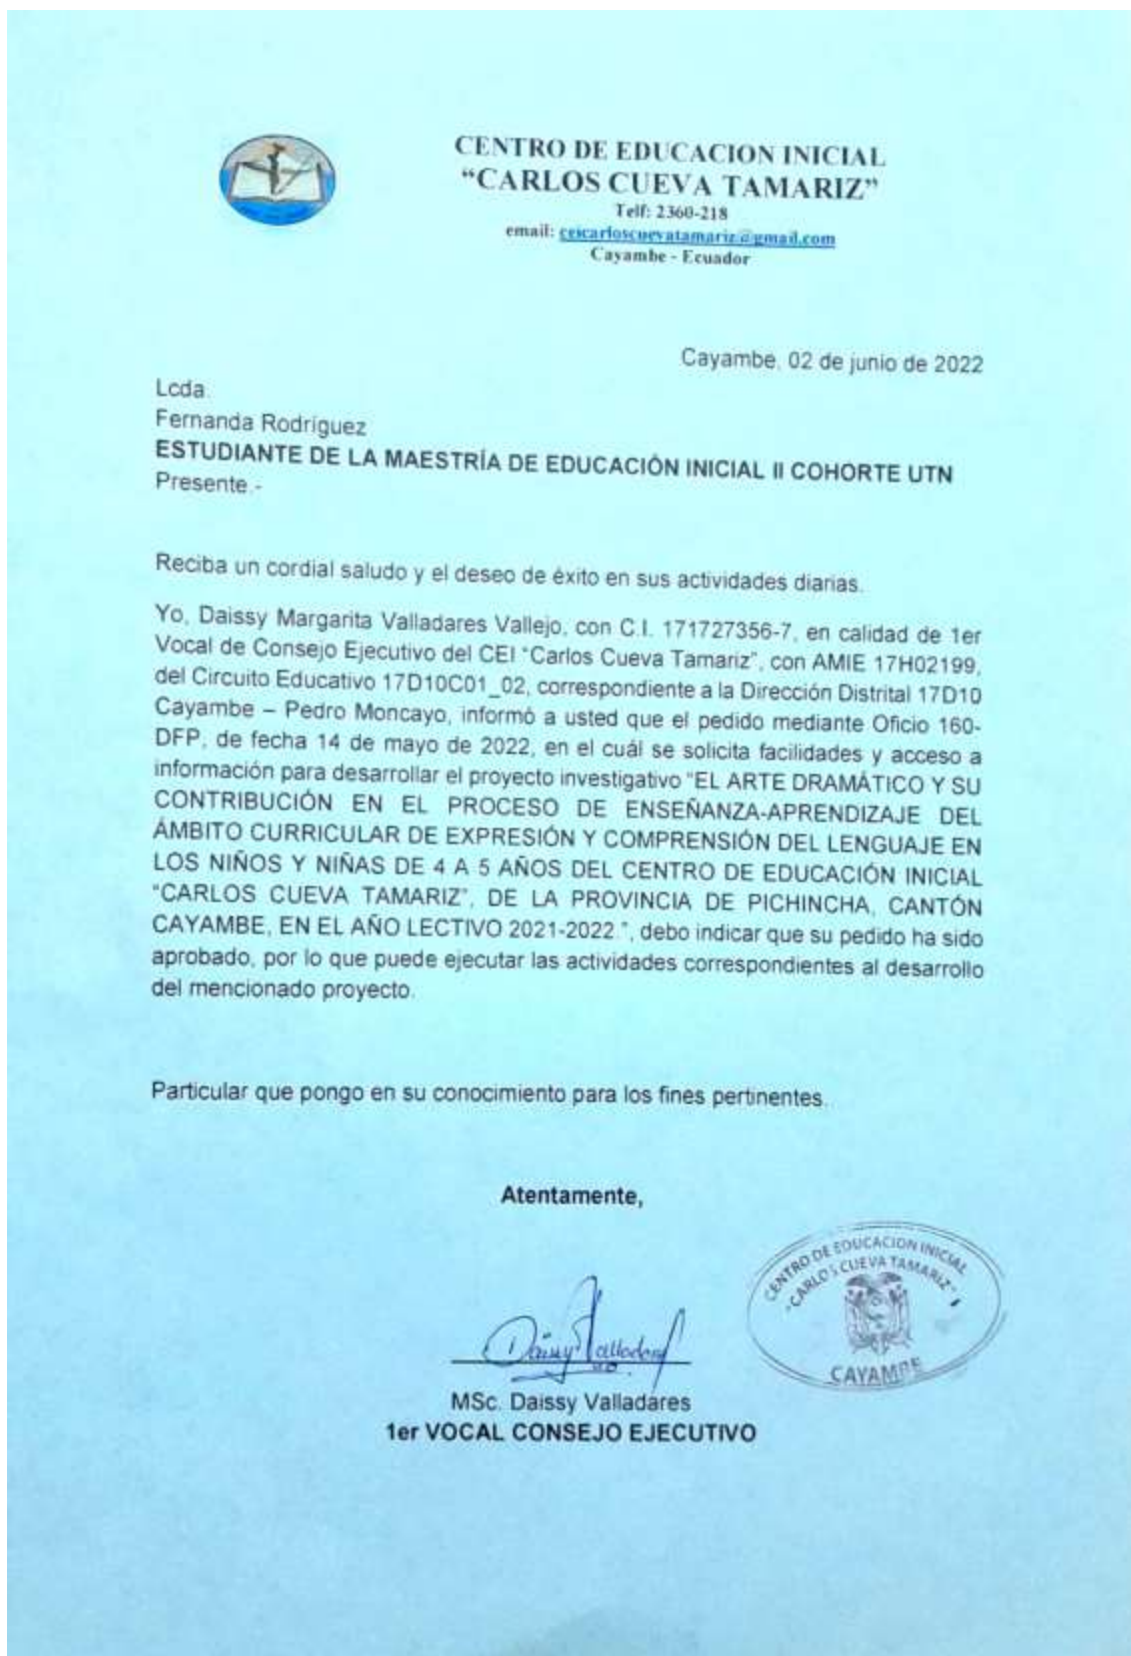 CENTRO DE EDUCACION INICIAL
“CARLOS CUEVA TAMARIZ”
Telf: 2360-218
email: ceicarloscuevatamariz@gmail.com
Cayambe - Ecuador
Cayambe, 02 de junio de 2022
Lcda.
Fernanda Rodríguez
ESTUDIANTE DE LA MAESTRÍA DE EDUCACIÓN INICIAL II COHORTE UTN
Presente.-
Reciba un cordial saludo y el deseo de éxito en sus actividades diarias.
Yo, Daissy Margarita Valladares Vallejo, con C.I. 171727356-7, en calidad de 1er
Vocal de Consejo Ejecutivo del CEI “Carlos Cueva Tamariz”, con AMIE 17H02199,
del Circuito Educativo 17D10C01_02, correspondiente a la Dirección Distrital 17D10
Cayambe – Pedro Moncayo, informó a usted que el pedido mediante Oficio 160-
DFP, de fecha 14 de mayo de 2022, en el cuál se solicita facilidades y acceso a
información para desarrollar el proyecto investigativo “EL ARTE DRAMÁTICO Y SU
CONTRIBUCIÓN EN EL PROCESO DE ENSEÑANZA-APRENDIZAJE DEL
ÁMBITO CURRICULAR DE EXPRESIÓN Y COMPRENSIÓN DEL LENGUAJE EN
LOS NIÑOS Y NIÑAS DE 4 A 5 AÑOS DEL CENTRO DE EDUCACIÓN INICIAL
“CARLOS CUEVA TAMARIZ”, DE LA PROVINCIA DE PICHINCHA, CANTÓN
CAYAMBE, EN EL AÑO LECTIVO 2021-2022.”, debo indicar que su pedido ha sido
aprobado, por lo que puede ejecutar las actividades correspondientes al desarrollo
del mencionado proyecto.
Particular que pongo en su conocimiento para los fines pertinentes.
Atentamente,
CENTRO DE EDUCACION INICIAL
"CARLOS CUEVA TAMARIZ"
CAYAMBE
Daissy Valladares
MSc. Daissy Valladares
1er VOCAL CONSEJO EJECUTIVO